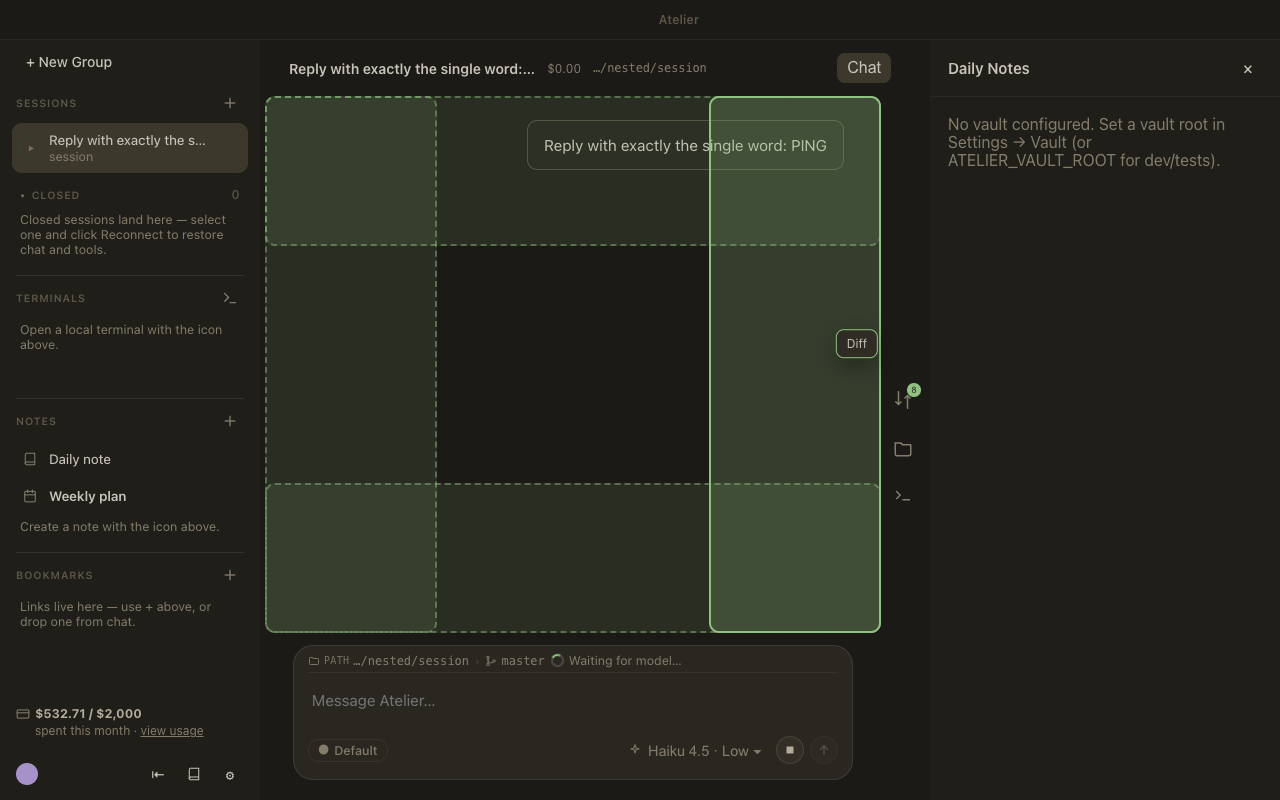 Atelier
+ New Group
SESSIONS
Reply with exactly the s...
session
CLOSED 0
Closed sessions land here — select
one and click Reconnect to restore
chat and tools.
TERMINALS
Open a local terminal with the icon
above.
NOTES
Daily note
Weekly plan
Create a note with the icon above.
BOOKMARKS
Links live here — use + above, or
drop one from chat.
$532.71 / $2,000
spent this month · view usage
Reply with exactly the single word:... $0.00 …/nested/session Chat
Reply with exactly the single word: PING
Diff
8
PATH …/nested/session › master Waiting for model…
Message Atelier…
Default Haiku 4.5 · Low
Daily Notes ×
No vault configured. Set a vault root in
Settings → Vault (or
ATELIER_VAULT_ROOT for dev/tests).